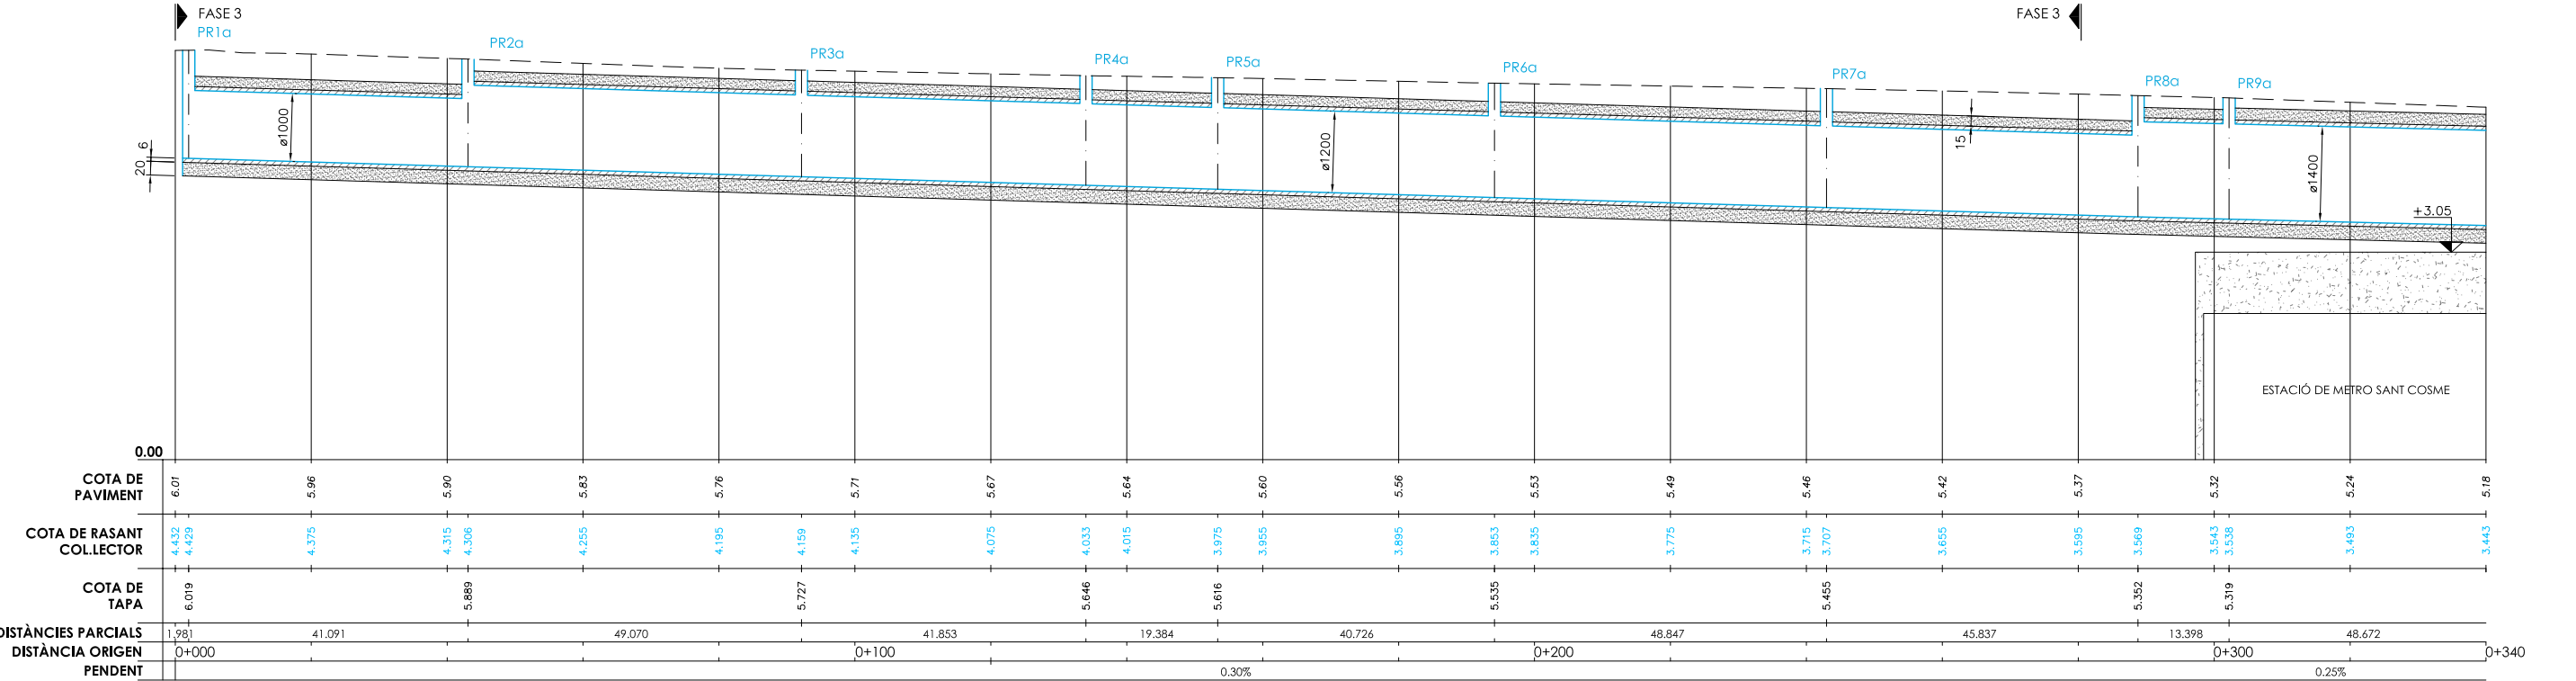 FASE 3
FASE 3
PR1a
PR2a
PR3a
PR4a
PR5a
PR6a
PR7a
PR8a
PR9a
ø1000
ø1200
15
ø1400
6
20
+3.05
ESTACIÓ DE METRO SANT COSME
0.00
COTA DE PAVIMENT
6.01 5.96 5.90 5.83 5.76 5.71 5.67 5.64 5.60 5.56 5.53 5.49 5.46 5.42 5.37 5.32 5.24 5.18
COTA DE RASANT COL.LECTOR
4.432 4.429 4.375 4.315 4.306 4.255 4.195 4.159 4.135 4.075 4.033 4.015 3.975 3.955 3.895 3.853 3.835 3.775 3.715 3.707 3.655 3.595 3.569 3.543 3.538 3.493 3.443
COTA DE TAPA
6.019 5.889 5.727 5.646 5.616 5.535 5.455 5.352 5.319
DISTÀNCIES PARCIALS 1.981 41.091 49.070 41.853 19.384 40.726 48.847 45.837 13.398 48.672
DISTÀNCIA ORIGEN 0+000 0+100 0+200 0+300 0+340
PENDENT 0.30% 0.25%